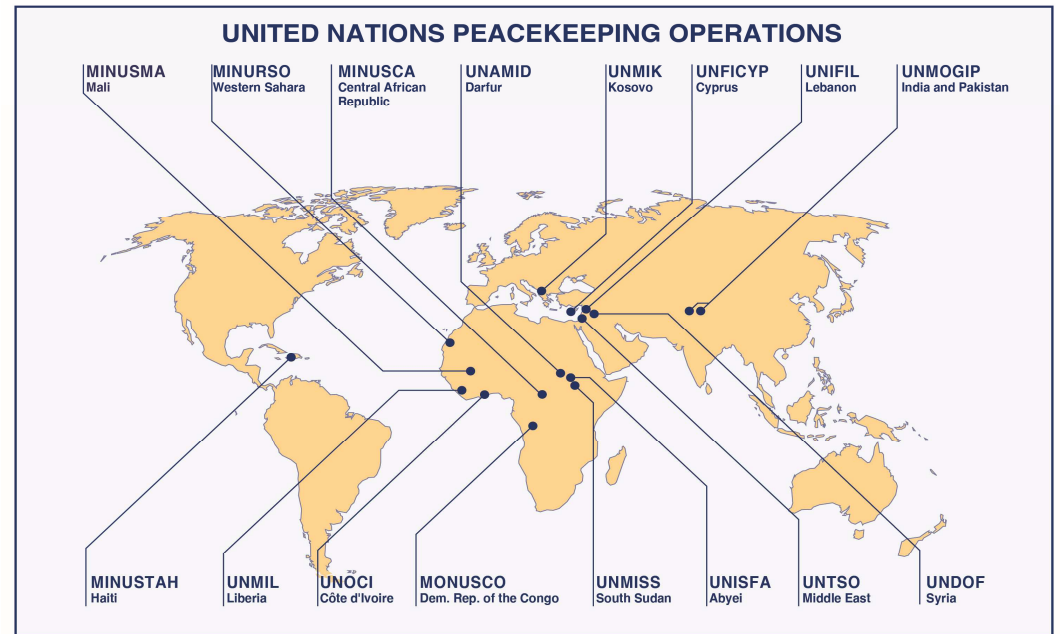 UNITED NATIONS PEACEKEEPING OPERATIONS
MINUSMA
Mali
MINURSO
Western Sahara
MINUSCA
Central African
Republic
UNAMID
Darfur
UNMIK
Kosovo
UNFICYP
Cyprus
UNIFIL
Lebanon
UNMOGIP
India and Pakistan
MINUSTAH
Haiti
UNMIL
Liberia
UNOCI
Côte d'Ivoire
MONUSCO
Dem. Rep. of the Congo
UNMISS
South Sudan
UNISFA
Abyei
UNTSO
Middle East
UNDOF
Syria